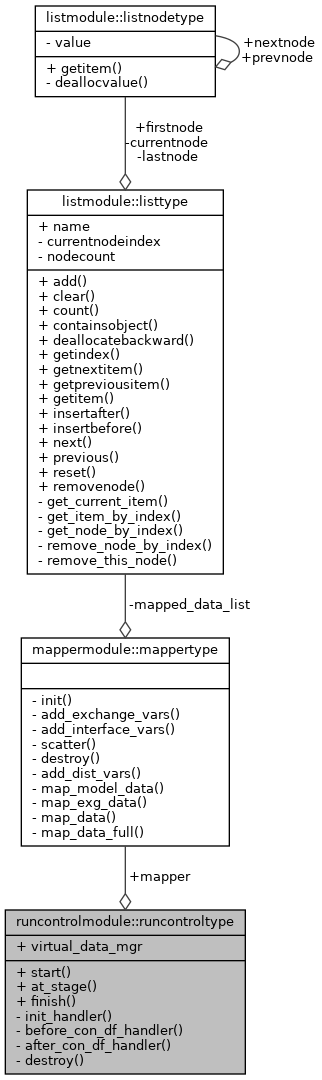 listmodule::listnodetype
- value
+ getitem()
- deallocvalue()
+nextnode
+prevnode
+firstnode
-currentnode
-lastnode
listmodule::listtype
+ name
- currentnodeindex
- nodecount
+ add()
+ clear()
+ count()
+ containsobject()
+ deallocatebackward()
+ getindex()
+ getnextitem()
+ getpreviousitem()
+ getitem()
+ insertafter()
+ insertbefore()
+ next()
+ previous()
+ reset()
+ removenode()
- get_current_item()
- get_item_by_index()
- get_node_by_index()
- remove_node_by_index()
- remove_this_node()
-mapped_data_list
mappermodule::mappertype
- init()
- add_exchange_vars()
- add_interface_vars()
- scatter()
- destroy()
- add_dist_vars()
- map_model_data()
- map_exg_data()
- map_data()
- map_data_full()
+mapper
runcontrolmodule::runcontroltype
+ virtual_data_mgr
+ start()
+ at_stage()
+ finish()
- init_handler()
- before_con_df_handler()
- after_con_df_handler()
- destroy()